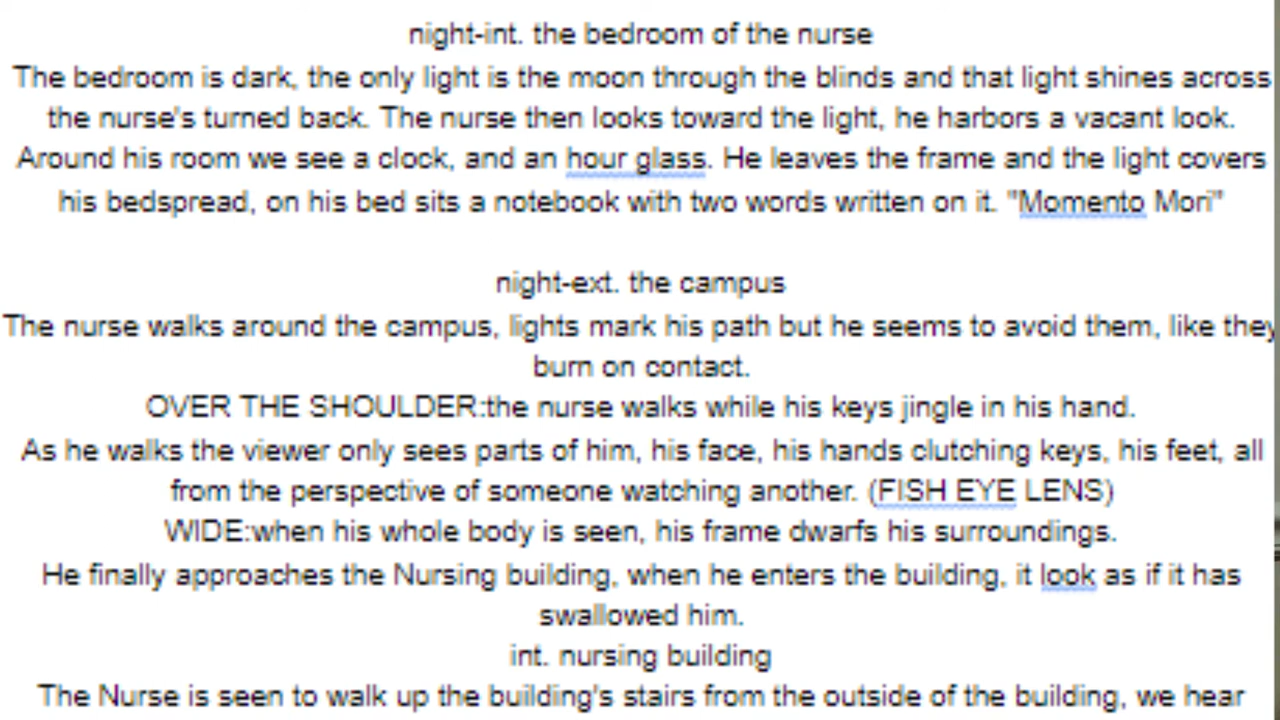 night-int. the bedroom of the nurse
The bedroom is dark, the only light is the moon through the blinds and that light shines across
the nurse's turned back. The nurse then looks toward the light, he harbors a vacant look.
Around his room we see a clock, and an hour glass. He leaves the frame and the light covers
his bedspread, on his bed sits a notebook with two words written on it. "Momento Mori"
night-ext. the campus
The nurse walks around the campus, lights mark his path but he seems to avoid them, like they
burn on contact.
OVER THE SHOULDER:the nurse walks while his keys jingle in his hand.
As he walks the viewer only sees parts of him, his face, his hands clutching keys, his feet, all
from the perspective of someone watching another. (FISH EYE LENS)
WIDE:when his whole body is seen, his frame dwarfs his surroundings.
He finally approaches the Nursing building, when he enters the building, it look as if it has
swallowed him.
int. nursing building
The Nurse is seen to walk up the building's stairs from the outside of the building, we hear